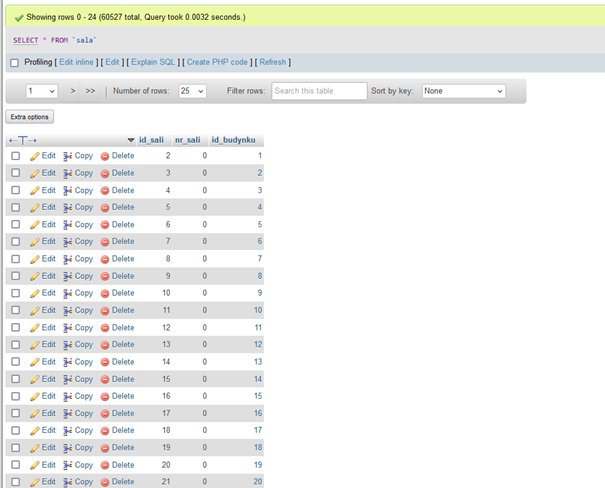 Showing rows 0 - 24 (60527 total, Query took 0.0032 seconds.)
SELECT * FROM `sala`
Profiling [ Edit inline ] [ Edit ] [ Explain SQL ] [ Create PHP code ] [ Refresh ]
1 > >> Number of rows: 25 Filter rows: Search this table Sort by key: None
Extra options
←T→ id_sali nr_sali id_budynku
Edit Copy Delete 2 0 1
Edit Copy Delete 3 0 2
Edit Copy Delete 4 0 3
Edit Copy Delete 5 0 4
Edit Copy Delete 6 0 5
Edit Copy Delete 7 0 6
Edit Copy Delete 8 0 7
Edit Copy Delete 9 0 8
Edit Copy Delete 10 0 9
Edit Copy Delete 11 0 10
Edit Copy Delete 12 0 11
Edit Copy Delete 13 0 12
Edit Copy Delete 14 0 13
Edit Copy Delete 15 0 14
Edit Copy Delete 16 0 15
Edit Copy Delete 17 0 16
Edit Copy Delete 18 0 17
Edit Copy Delete 19 0 18
Edit Copy Delete 20 0 19
Edit Copy Delete 21 0 20